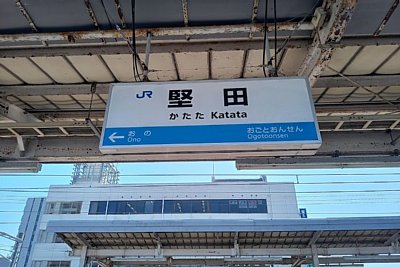 JR 堅田
かたた Katata
← おの おごとおんせん
Ono Ogotoonsen